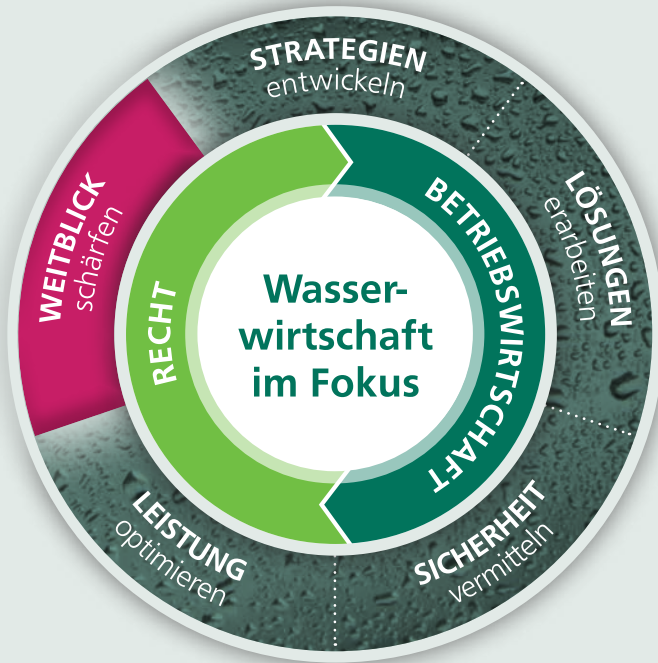 STRATEGIEN
entwickeln
LÖSUNGEN
erarbeiten
SICHERHEIT
vermitteln
LEISTUNG
optimieren
WEITBLICK
schärfen
RECHT
BETRIEBSWIRTSCHAFT
Wasser-
wirtschaft
im Fokus